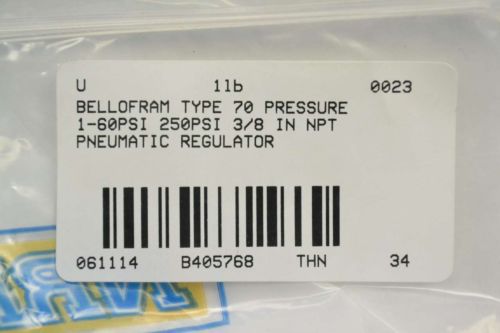 U 1lb 0023
BELLOFRAM TYPE 70 PRESSURE
1-60PSI 250PSI 3/8 IN NPT
PNEUMATIC REGULATOR
061114 B405768 THN 34